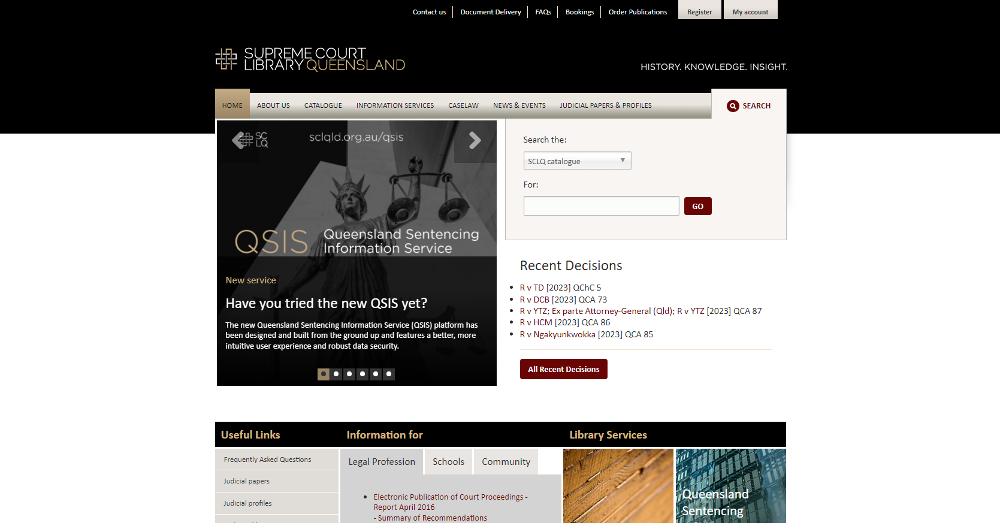 Contact us
Document Delivery
FAQs
Bookings
Order Publications
Register
My account
SUPREME COURT
LIBRARY QUEENSLAND
HISTORY. KNOWLEDGE. INSIGHT.
HOME
ABOUT US
CATALOGUE
INFORMATION SERVICES
CASELAW
NEWS & EVENTS
JUDICIAL PAPERS & PROFILES
SEARCH
SC
LQ
sclqld.org.au/qsis
QSIS
Queensland Sentencing
Information Service
New service
Have you tried the new QSIS yet?
The new Queensland Sentencing Information Service (QSIS) platform has
been designed and built from the ground up and features a better, more
intuitive user experience and robust data security.
Search the:
SCLQ catalogue
For:
GO
Recent Decisions
R v TD [2023] QChC 5
R v DCB [2023] QCA 73
R v YTZ; Ex parte Attorney-General (Qld); R v YTZ [2023] QCA 87
R v HCM [2023] QCA 86
R v Ngakyunkwokka [2023] QCA 85
All Recent Decisions
Useful Links
Frequently Asked Questions
Judicial papers
Judicial profiles
Information for
Legal Profession
Schools
Community
Electronic Publication of Court Proceedings -
Report April 2016
- Summary of Recommendations
Library Services
Queensland
Sentencing